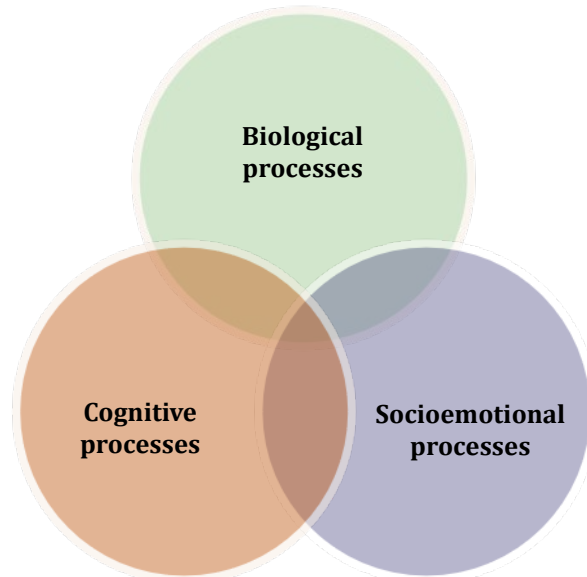 Biological
processes
Cognitive
processes
Socioemotional
processes